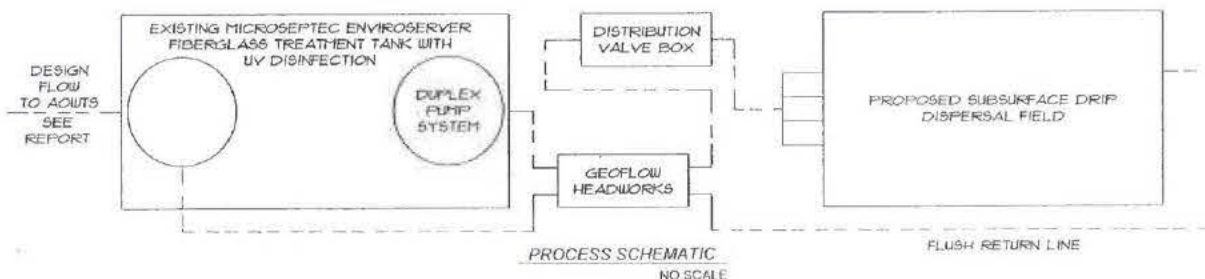 DESIGN
FLOW
TO AOWTS
SEE
REPORT
EXISTING MICROSEPTEC ENVIROSERVER
FIBERGLASS TREATMENT TANK WITH
UV DISINFECTION
DUPLEX
PUMP
SYSTEM
GEOFLOW
HEADWORKS
DISTRIBUTION
VALVE BOX
PROPOSED SUBSURFACE DRIP
DISPERSAL FIELD
FLUSH RETURN LINE
PROCESS SCHEMATIC
NO SCALE